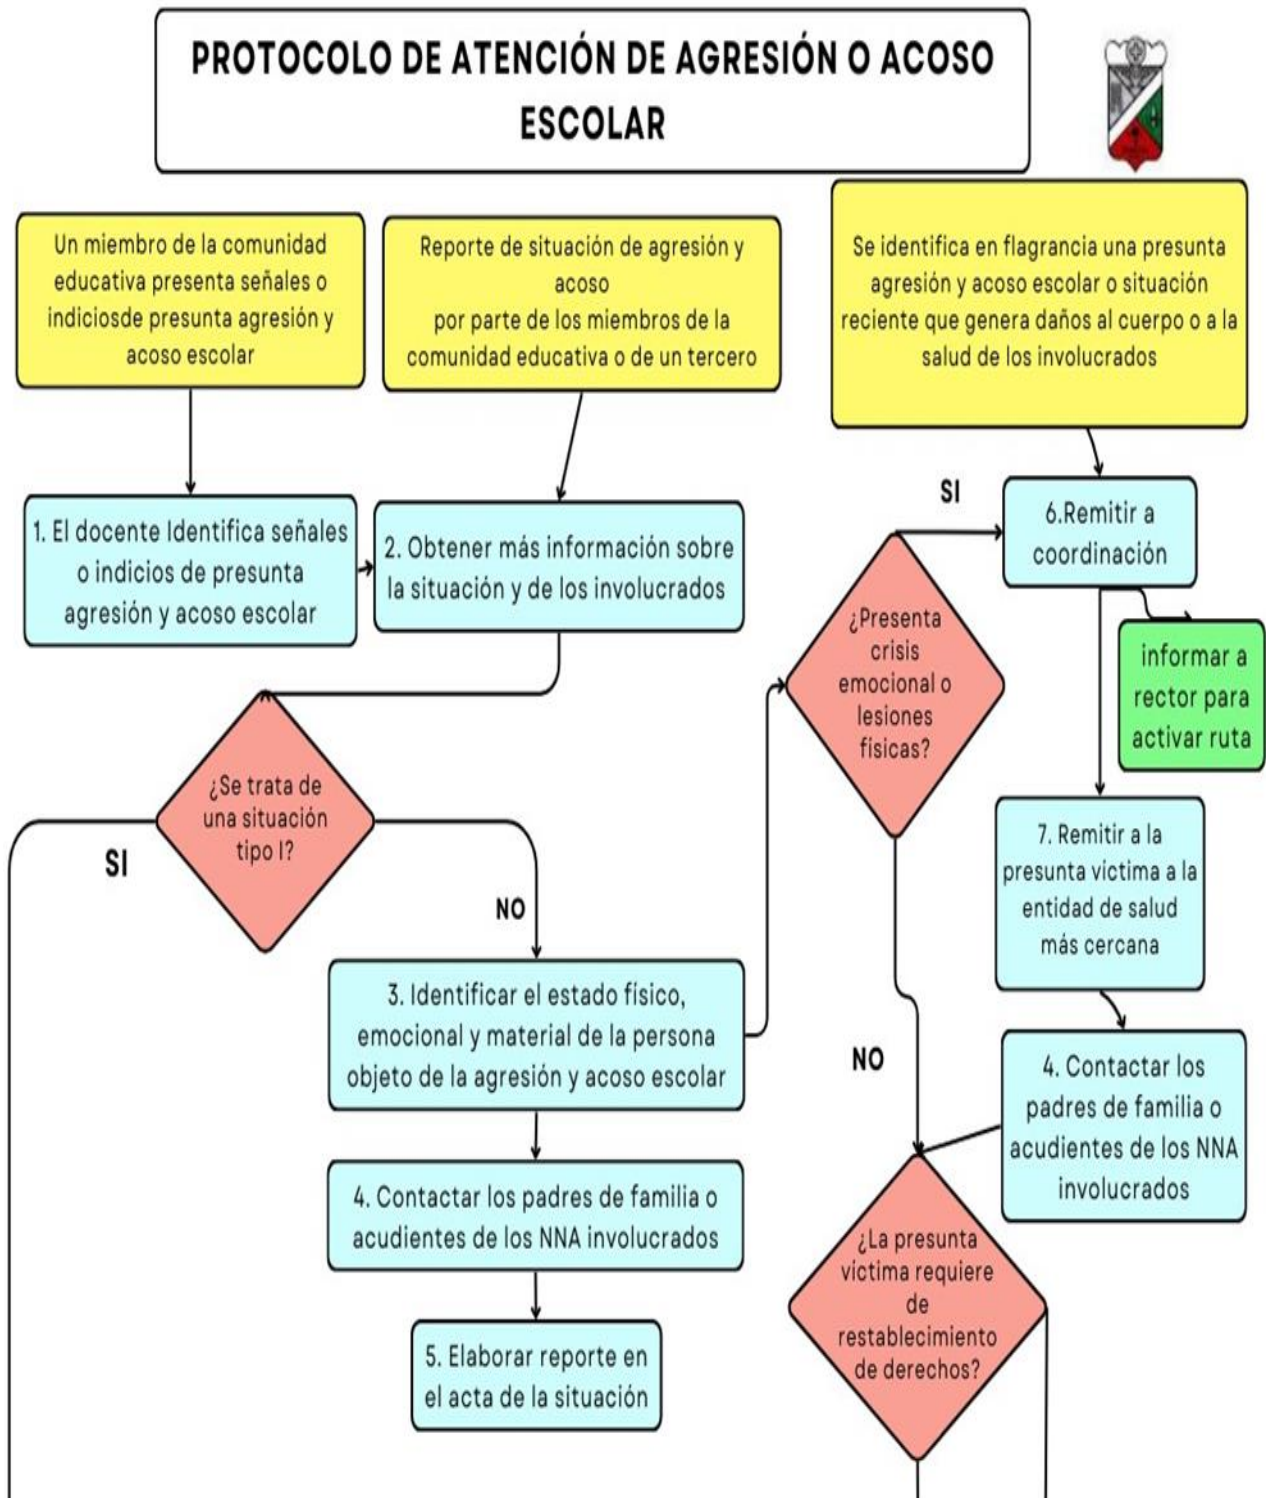 PROTOCOLO DE ATENCIÓN DE AGRESIÓN O ACOSO
ESCOLAR
Un miembro de la comunidad
educativa presenta señales o
indiciosde presunta agresión y
acoso escolar
Reporte de situación de agresión y
acoso
por parte de los miembros de la
comunidad educativa o de un tercero
Se identifica en flagrancia una presunta
agresión y acoso escolar o situación
reciente que genera daños al cuerpo o a la
salud de los involucrados
1. El docente Identifica señales
o indicios de presunta
agresión y acoso escolar
2. Obtener más información sobre
la situación y de los involucrados
SI
6.Remitir a
coordinación
¿Presenta
crisis
emocional o
lesiones
físicas?
informar a
rector para
activar ruta
¿Se trata de
una situación
tipo I?
SI
NO
7. Remitir a la
presunta victima a la
entidad de salud
más cercana
3. Identificar el estado físico,
emocional y material de la persona
objeto de la agresión y acoso escolar
NO
4. Contactar los
padres de familia o
acudientes de los NNA
involucrados
4. Contactar los padres de familia o
acudientes de los NNA involucrados
¿La presunta
victima requiere
de
restablecimiento
de derechos?
5. Elaborar reporte en
el acta de la situación